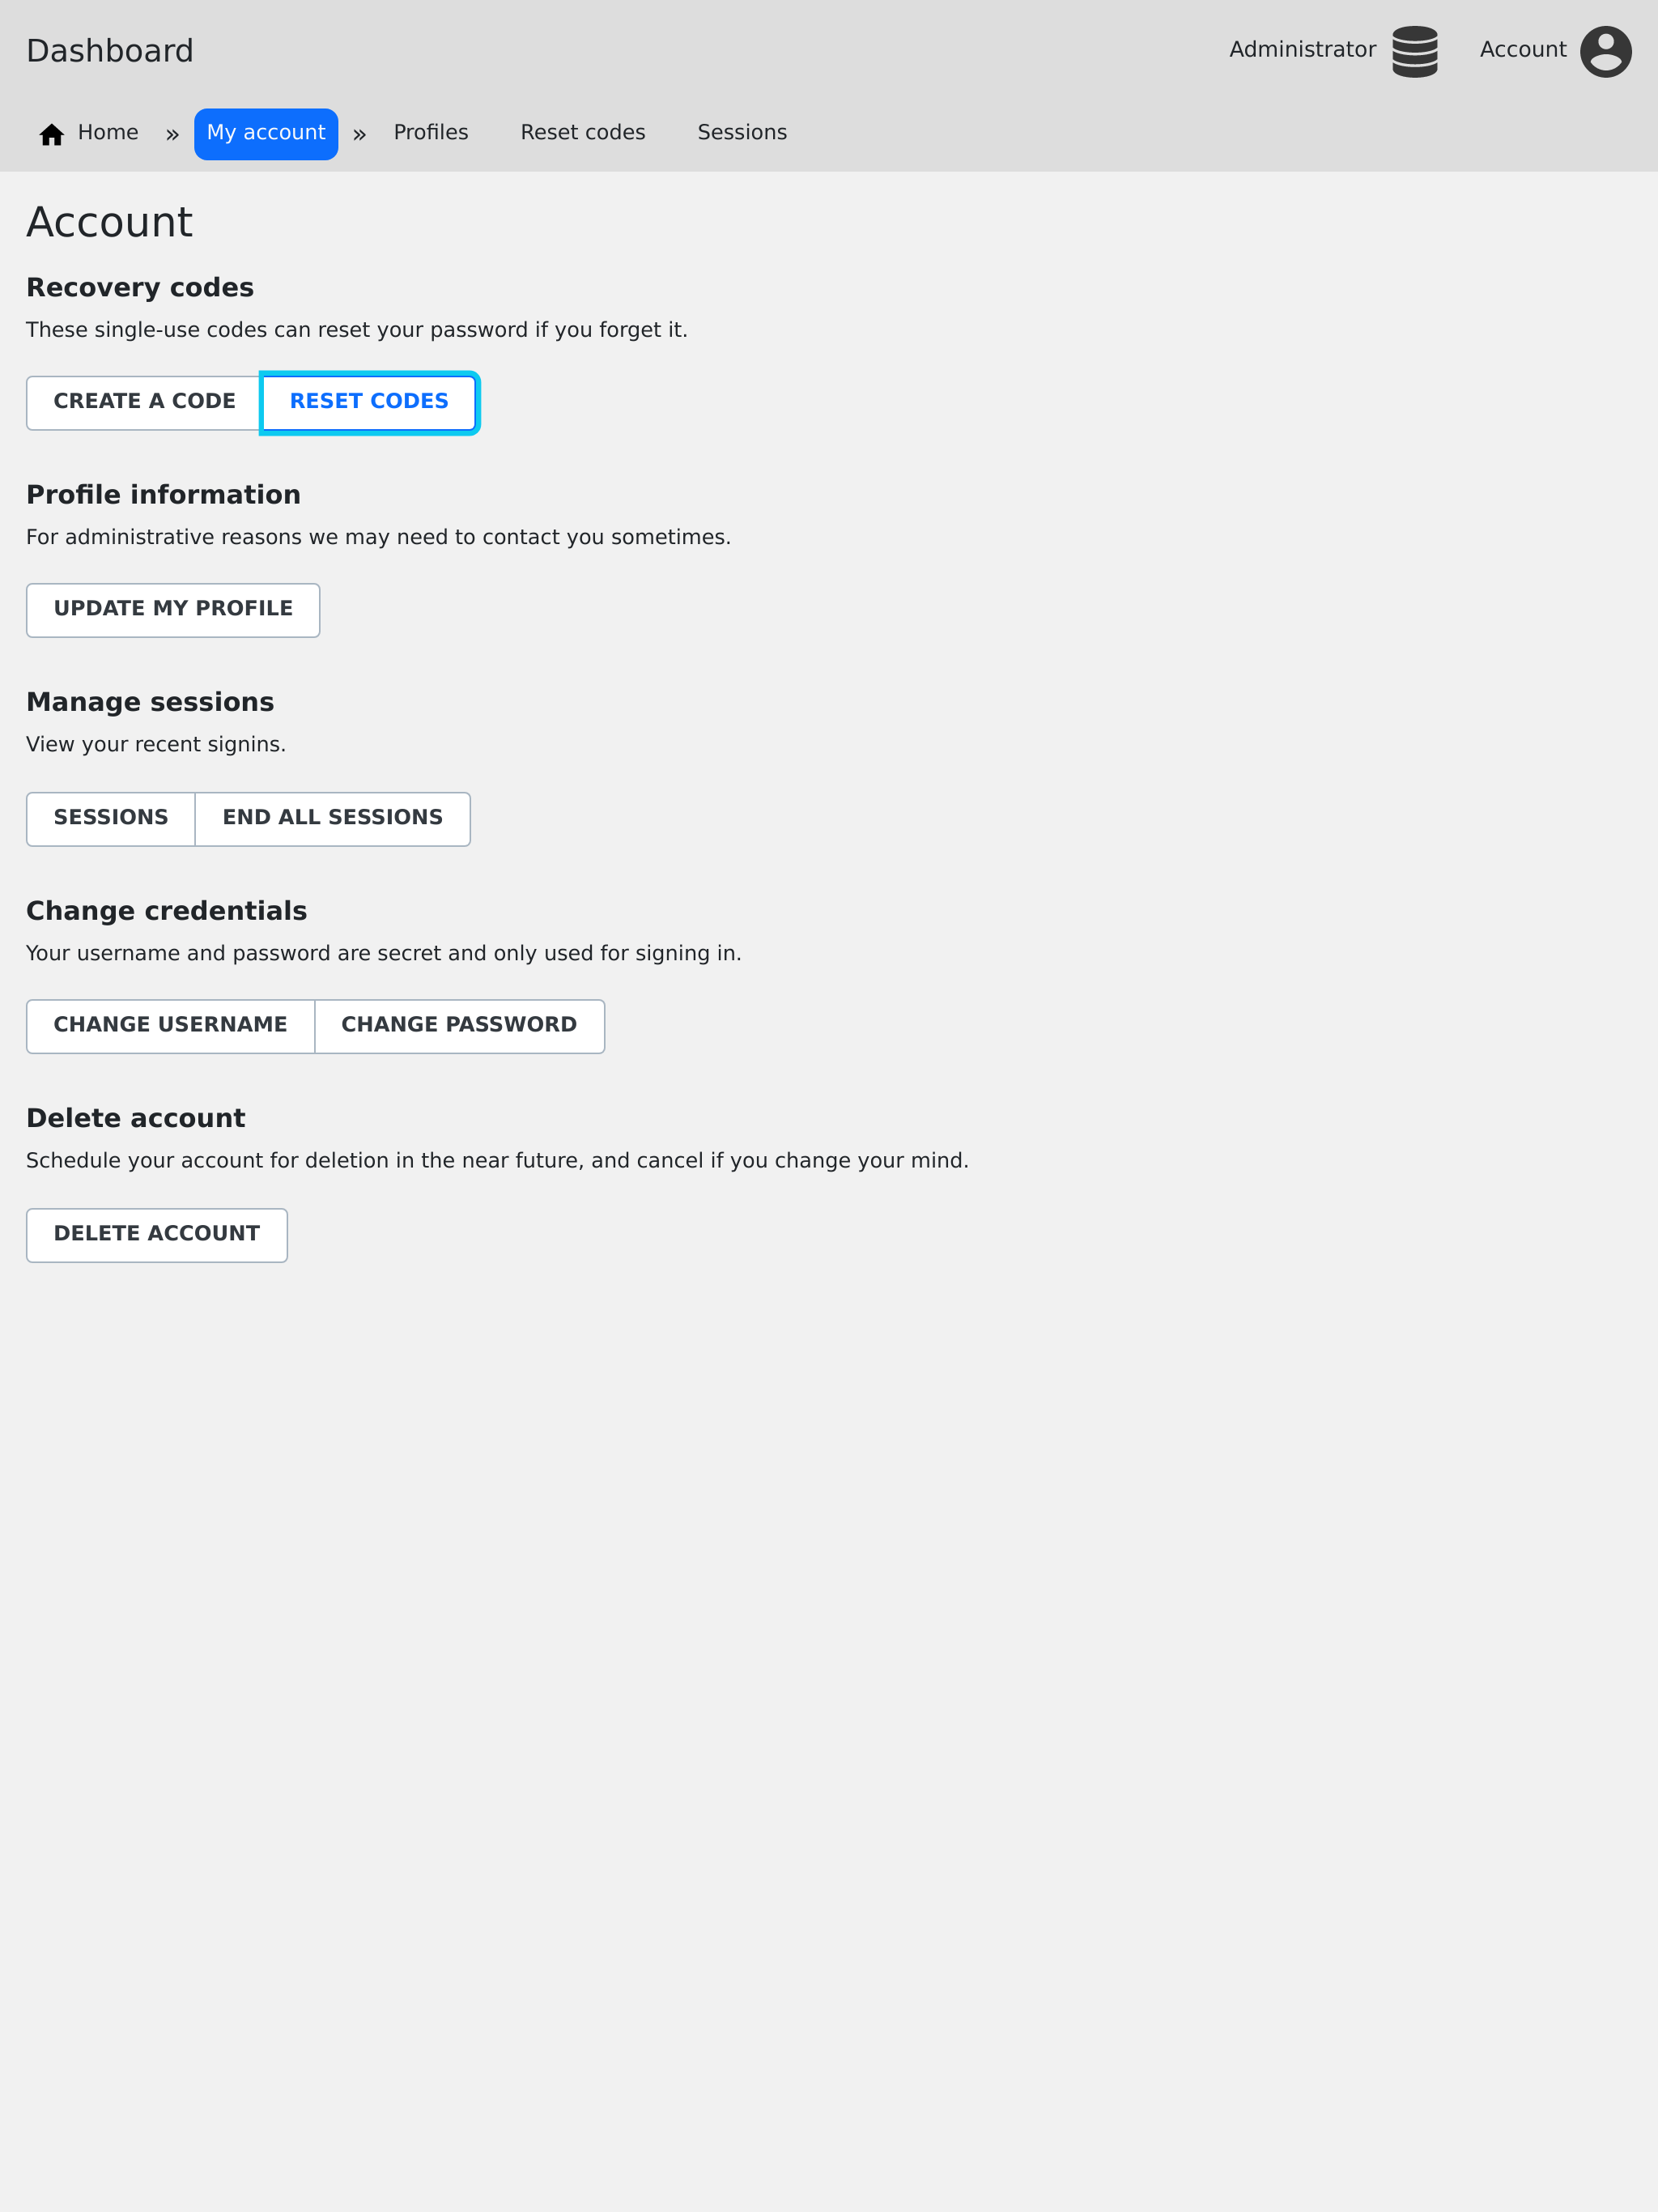 Dashboard
Administrator
Account
Home » My account » Profiles Reset codes Sessions
Account
Recovery codes
These single-use codes can reset your password if you forget it.
CREATE A CODE RESET CODES
Profile information
For administrative reasons we may need to contact you sometimes.
UPDATE MY PROFILE
Manage sessions
View your recent signins.
SESSIONS END ALL SESSIONS
Change credentials
Your username and password are secret and only used for signing in.
CHANGE USERNAME CHANGE PASSWORD
Delete account
Schedule your account for deletion in the near future, and cancel if you change your mind.
DELETE ACCOUNT